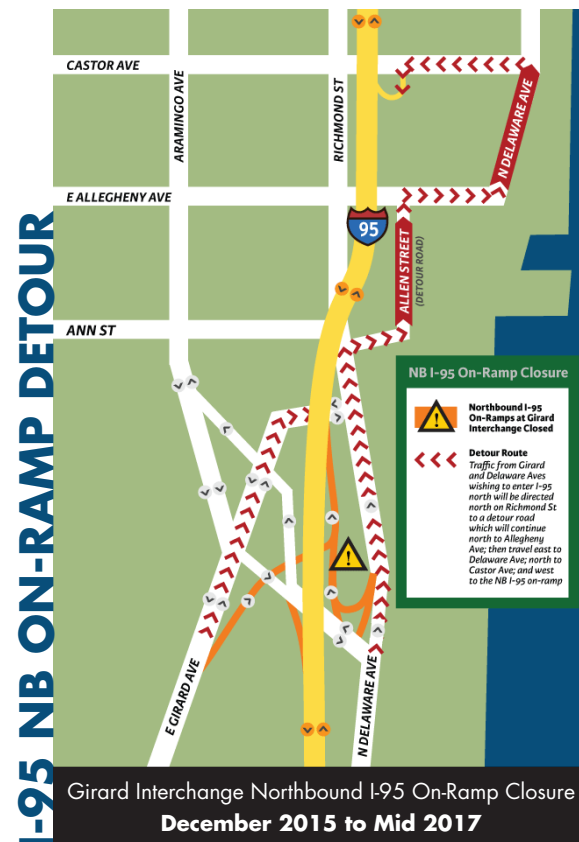 I-95 NB ON-RAMP DETOUR
CASTOR AVE
ARAMINGO AVE
RICHMOND ST
N DELAWARE AVE
E ALLEGHENY AVE
95
ALLEN STREET
(DETOUR ROAD)
ANN ST
NB I-95 On-Ramp Closure
!
Northbound I-95
On-Ramps at Girard
Interchange Closed
Detour Route
Traffic from Girard
and Delaware Aves
wishing to enter I-95
north will be directed
north on Richmond St
to a detour road
which will continue
north to Allegheny
Ave; then travel east to
Delaware Ave; north to
Castor Ave; and west
to the NB I-95 on-ramp
!
E GIRARD AVE
N DELAWARE AVE
Girard Interchange Northbound I-95 On-Ramp Closure
December 2015 to Mid 2017